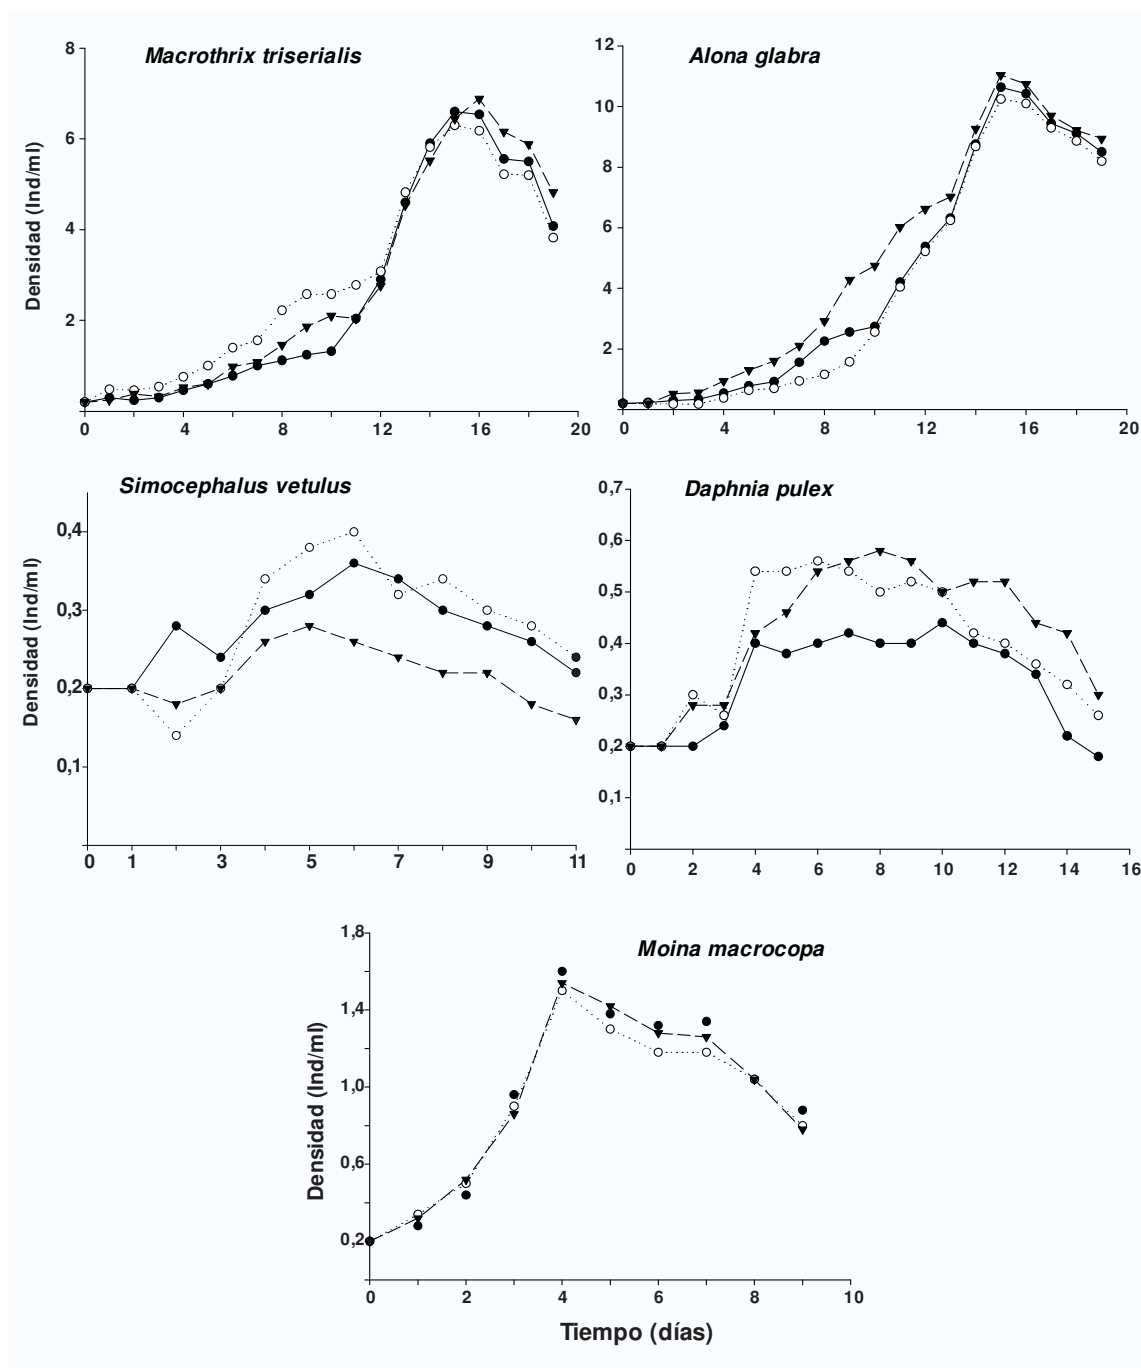 Macrothrix triserialis
Densidad (Ind/ml)
8
6
4
2
0 4 8 12 16 20
Alona glabra
12
10
8
6
4
2
0 4 8 12 16 20
Simocephalus vetulus
Densidad (Ind/ml)
0,4
0,3
0,2
0,1
0 1 3 5 7 9 11
Daphnia pulex
0,7
0,6
0,5
0,4
0,3
0,2
0,1
0 2 4 6 8 10 12 14 16
Moina macrocopa
Densidad (Ind/ml)
1,8
1,4
1,0
0,6
0,2
0 2 4 6 8 10
Tiempo (días)